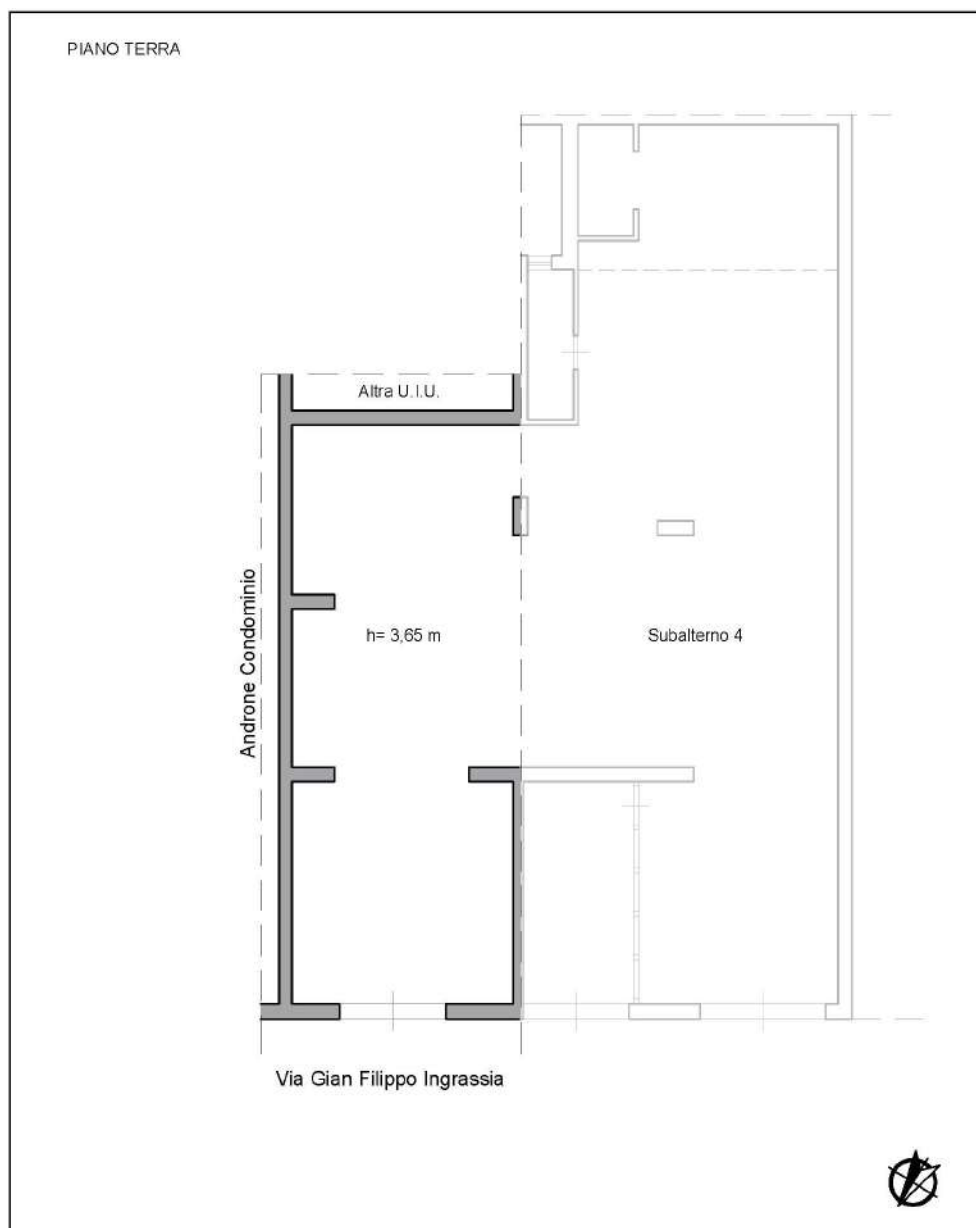 PIANO TERRA
Altra U.I.U.
Androne Condominio
h= 3,65 m
Subalterno 4
Via Gian Filippo Ingrassia